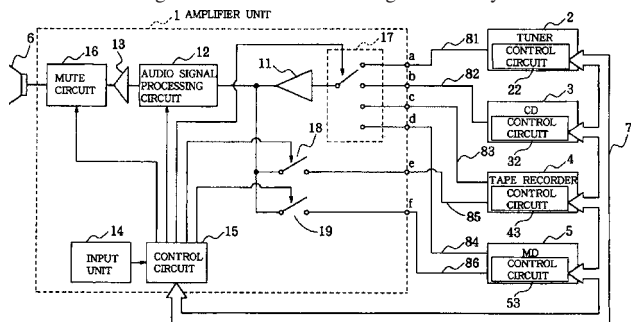 1 AMPLIFIER UNIT
2
6
16
13
12
17
a
81
TUNER
CONTROL
CIRCUIT
22
MUTE
CIRCUIT
AUDIO SIGNAL
PROCESSING
CIRCUIT
11
b
82
3
CD
CONTROL
CIRCUIT
32
c
d
83
4
7
18
e
TAPE RECORDER
CONTROL
CIRCUIT
43
85
f
14
15
19
84
5
MD
CONTROL
CIRCUIT
53
86
INPUT
UNIT
CONTROL
CIRCUIT